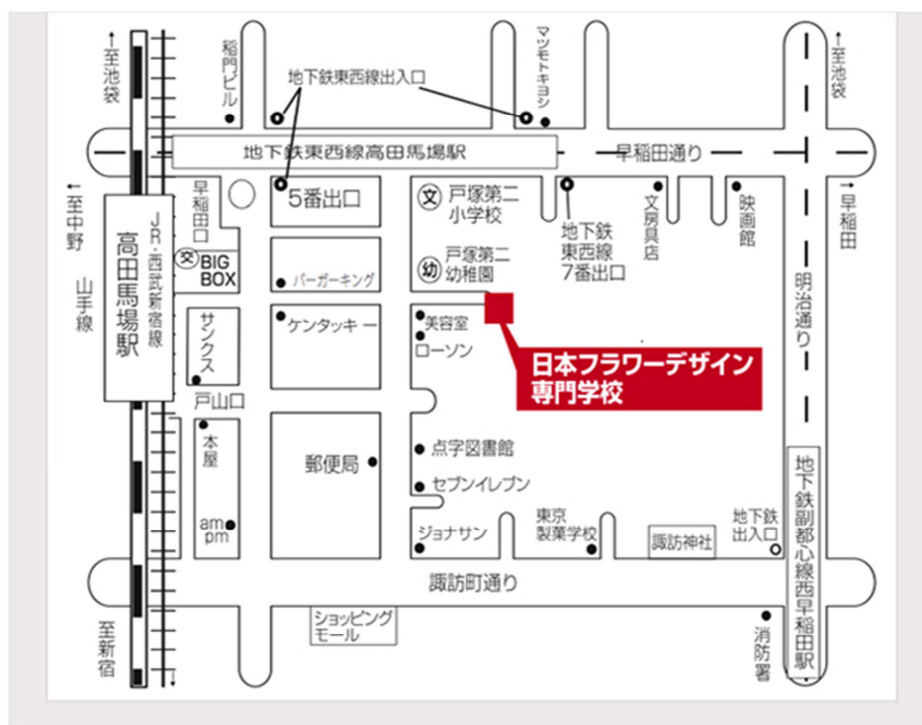 ←至池袋
稲門ビル
地下鉄東西線出入口
マツモトキヨシ
←至池袋
地下鉄東西線高田馬場駅
早稲田通り
←至中野
早稲田口
5番出口
文
戸塚第二
小学校
地下鉄
東西線
7番出口
文房具店
映画館
→早稲田
JR・西武新宿線
高田馬場駅
山手線
交
BIG
BOX
バーガーキング
幼
戸塚第二
幼稚園
明治通り
サンクス
ケンタッキー
美容室
ローソン
日本フラワーデザイン
専門学校
戸山口
本屋
郵便局
点字図書館
セブンイレブン
am
pm
ジョナサン
東京
製菓学校
諏訪神社
地下鉄
出入口
地下鉄副都心線西早稲田駅
諏訪町通り
至新宿
→
ショッピング
モール
消防署